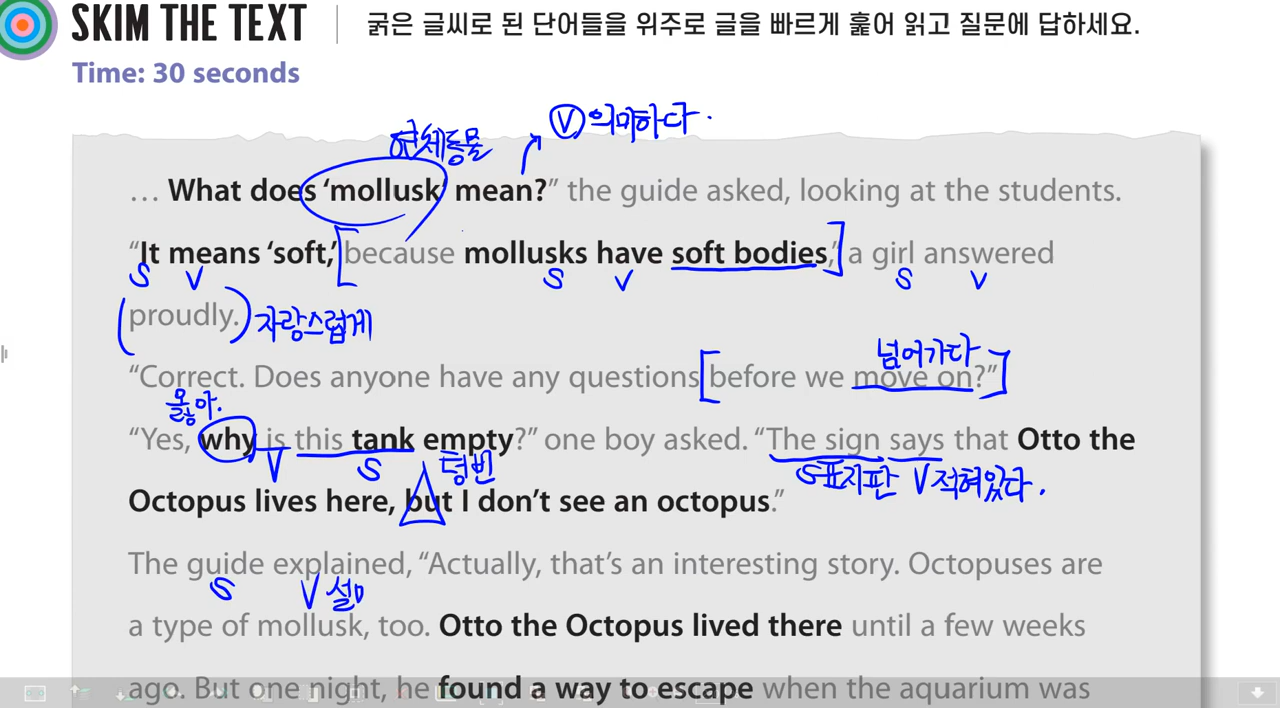 SKIM THE TEXT 굵은 글씨로 된 단어들을 위주로 글을 빠르게 훑어 읽고 질문에 답하세요.
Time: 30 seconds
Ⓥ 의미하다.
연체동물
… What does ‘mollusk’ mean?” the guide asked, looking at the students.
“It means ‘soft,’ [because mollusks have soft bodies,”] a girl answered
S V S V S V
(proudly.) 자랑스럽게
넘어가다
“Correct. Does anyone have any questions [before we move on?”]
옳아.
“Yes, why is this tank empty?” one boy asked. “The sign says that Otto the
V S 텅빈 S표지판 V적혀있다.
Octopus lives here, but I don’t see an octopus.”
The guide explained, “Actually, that’s an interesting story. Octopuses are
S V 설
a type of mollusk, too. Otto the Octopus lived there until a few weeks
ago. But one night, he found a way to escape when the aquarium was